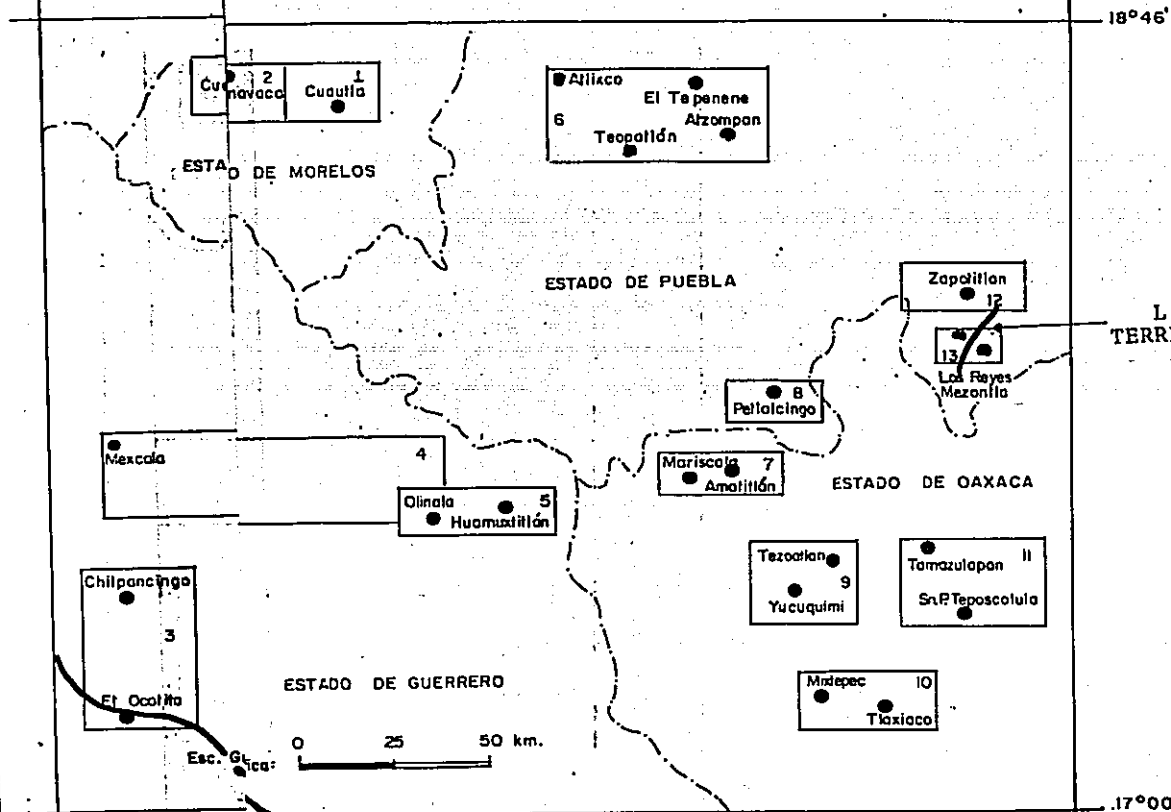 18°46'
Cuernavaca 2
Cuautla 1
Atlixco
El Tepenene
6
Atzompan
Teopatlán
ESTADO DE MORELOS
ESTADO DE PUEBLA
Zapotitlan
12
L
TERR
13
Los Reyes
Mezontla
8
Petlalcingo
Mexcala
4
Mariscala 7
Amatitlán
ESTADO DE OAXACA
Olinala 5
Huamuxtitlán
Tezoatlan
9
Yucuquimi
Tamazulapan 11
Sn.P. Teposcolula
Chilpancingo
3
ESTADO DE GUERRERO
10
Tlaxiaco
El Ocotito
0 25 50 km.
Esc. Gráfica:
17°00